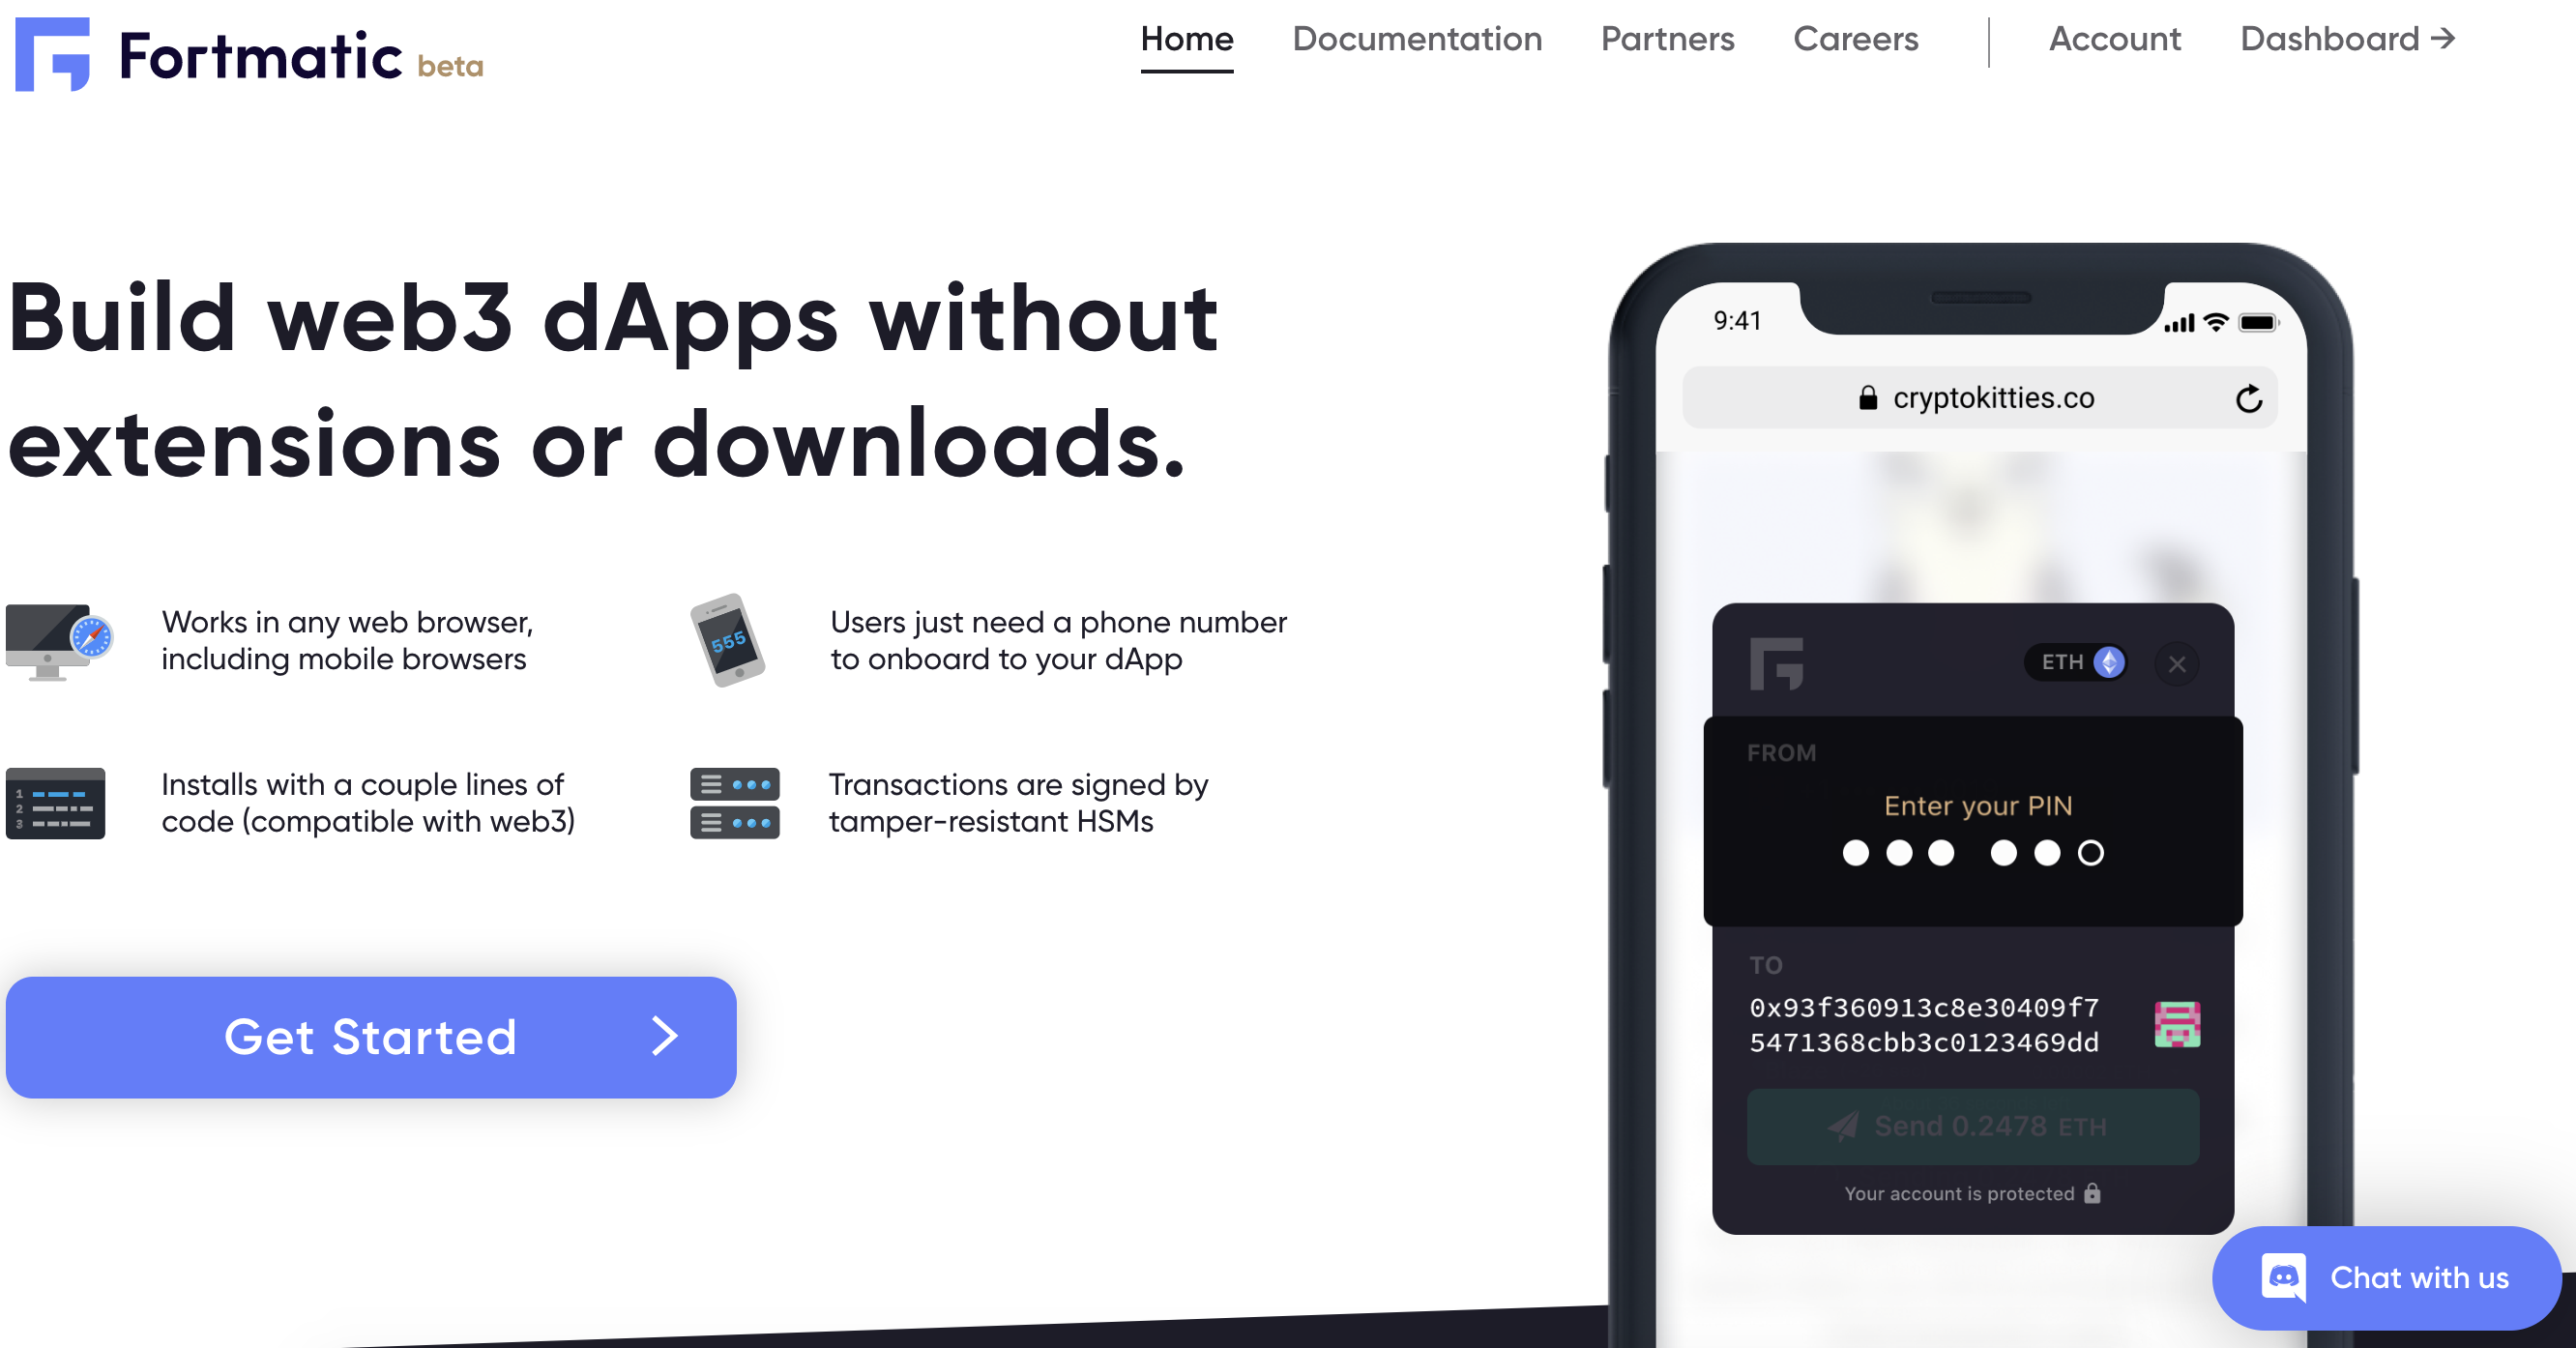 Fortmatic beta
Home
Documentation
Partners
Careers
Account
Dashboard →
Build web3 dApps without
extensions or downloads.
Works in any web browser,
including mobile browsers
555
Users just need a phone number
to onboard to your dApp
1
2
3
Installs with a couple lines of
code (compatible with web3)
Transactions are signed by
tamper-resistant HSMs
Get Started
9:41
cryptokitties.co
ETH
FROM
Enter your PIN
TO
0x93f360913c8e30409f7
5471368cbb3c0123469dd
Send 0.2478 ETH
Your account is protected
Chat with us